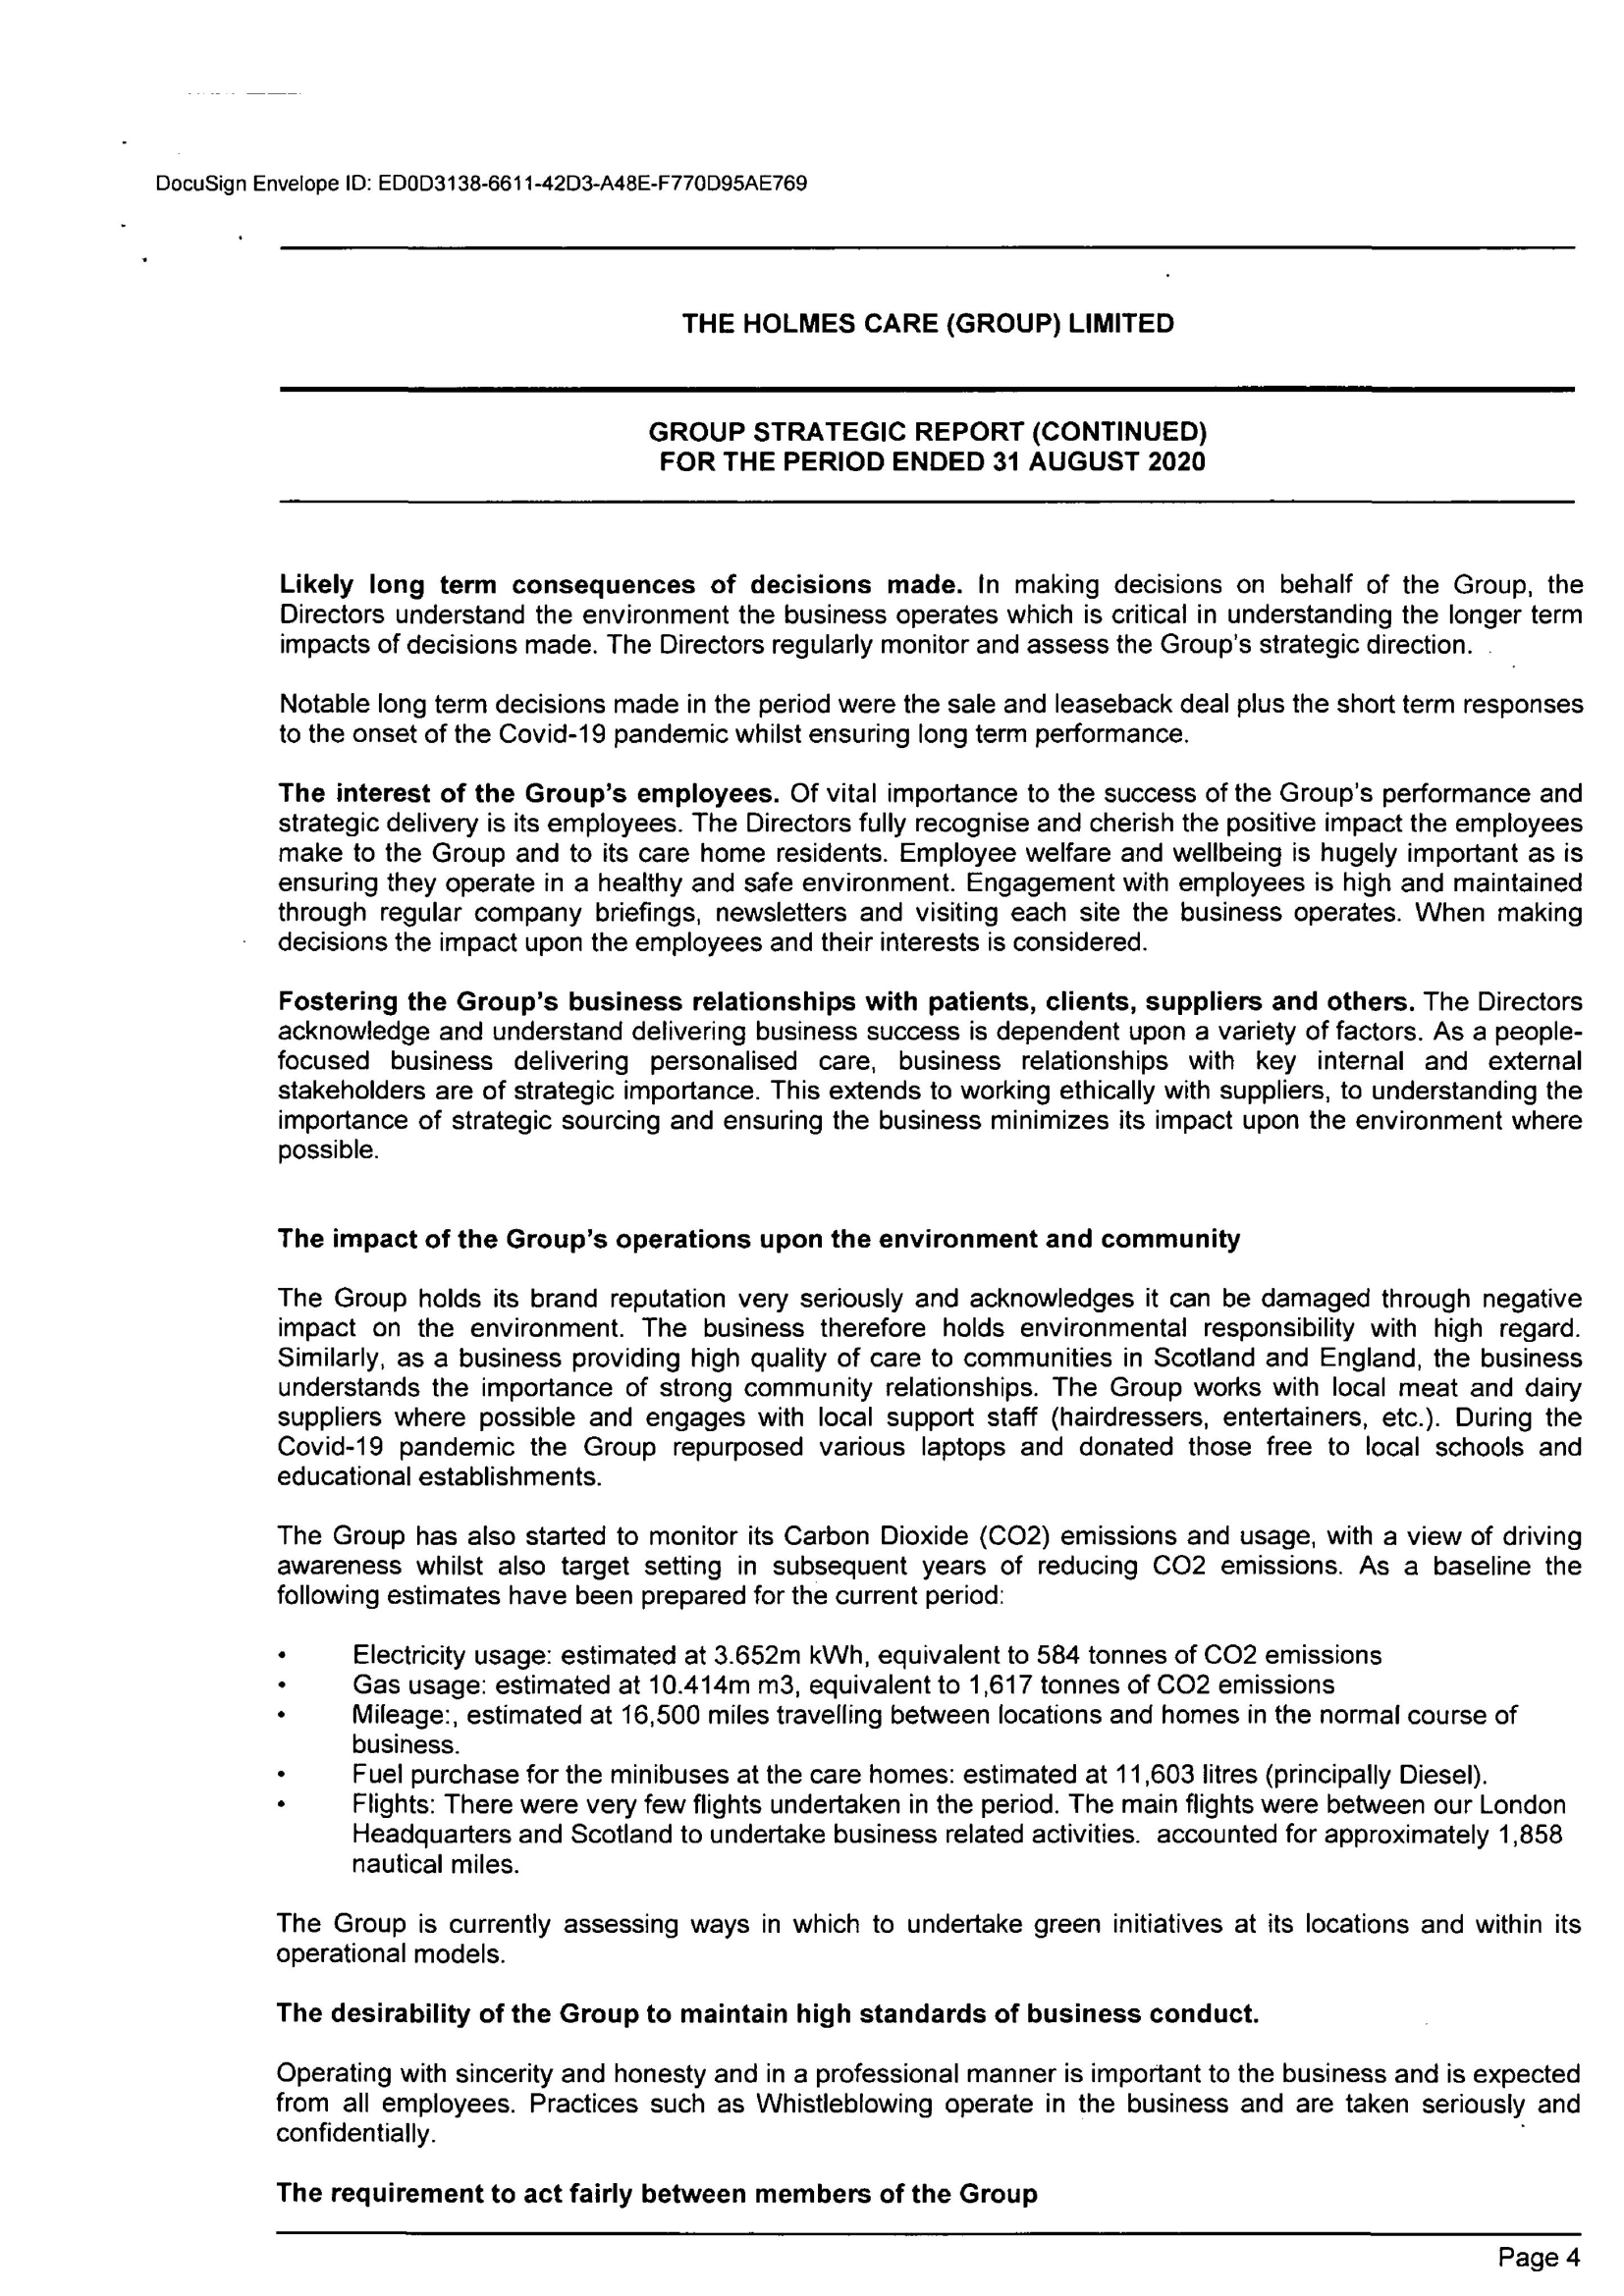 DocuSign Envelope ID: ED0D3138-6611-42D3-A48E-F770D95AE769
THE HOLMES CARE (GROUP) LIMITED
GROUP STRATEGIC REPORT (CONTINUED)
FOR THE PERIOD ENDED 31 AUGUST 2020
Likely long term consequences of decisions made. In making decisions on behalf of the Group, the
Directors understand the environment the business operates which is critical in understanding the longer term
impacts of decisions made. The Directors regularly monitor and assess the Group's strategic direction.
Notable long term decisions made in the period were the sale and leaseback deal plus the short term responses
to the onset of the Covid-19 pandemic whilst ensuring long term performance.
The interest of the Group's employees. Of vital importance to the success of the Group's performance and
strategic delivery is its employees. The Directors fully recognise and cherish the positive impact the employees
make to the Group and to its care home residents. Employee welfare and wellbeing is hugely important as is
ensuring they operate in a healthy and safe environment. Engagement with employees is high and maintained
through regular company briefings, newsletters and visiting each site the business operates. When making
decisions the impact upon the employees and their interests is considered.
Fostering the Group's business relationships with patients, clients, suppliers and others. The Directors
acknowledge and understand delivering business success is dependent upon a variety of factors. As a people-
focused business delivering personalised care, business relationships with key internal and external
stakeholders are of strategic importance. This extends to working ethically with suppliers, to understanding the
importance of strategic sourcing and ensuring the business minimizes its impact upon the environment where
possible.
The impact of the Group's operations upon the environment and community
The Group holds its brand reputation very seriously and acknowledges it can be damaged through negative
impact on the environment. The business therefore holds environmental responsibility with high regard.
Similarly, as a business providing high quality of care to communities in Scotland and England, the business
understands the importance of strong community relationships. The Group works with local meat and dairy
suppliers where possible and engages with local support staff (hairdressers, entertainers, etc.). During the
Covid-19 pandemic the Group repurposed various laptops and donated those free to local schools and
educational establishments.
The Group has also started to monitor its Carbon Dioxide (CO2) emissions and usage, with a view of driving
awareness whilst also target setting in subsequent years of reducing CO2 emissions. As a baseline the
following estimates have been prepared for the current period:
• Electricity usage: estimated at 3.652m kWh, equivalent to 584 tonnes of CO2 emissions
• Gas usage: estimated at 10.414m m3, equivalent to 1,617 tonnes of CO2 emissions
• Mileage:, estimated at 16,500 miles travelling between locations and homes in the normal course of
business.
• Fuel purchase for the minibuses at the care homes: estimated at 11,603 litres (principally Diesel).
• Flights: There were very few flights undertaken in the period. The main flights were between our London
Headquarters and Scotland to undertake business related activities. accounted for approximately 1,858
nautical miles.
The Group is currently assessing ways in which to undertake green initiatives at its locations and within its
operational models.
The desirability of the Group to maintain high standards of business conduct.
Operating with sincerity and honesty and in a professional manner is important to the business and is expected
from all employees. Practices such as Whistleblowing operate in the business and are taken seriously and
confidentially.
The requirement to act fairly between members of the Group
Page 4